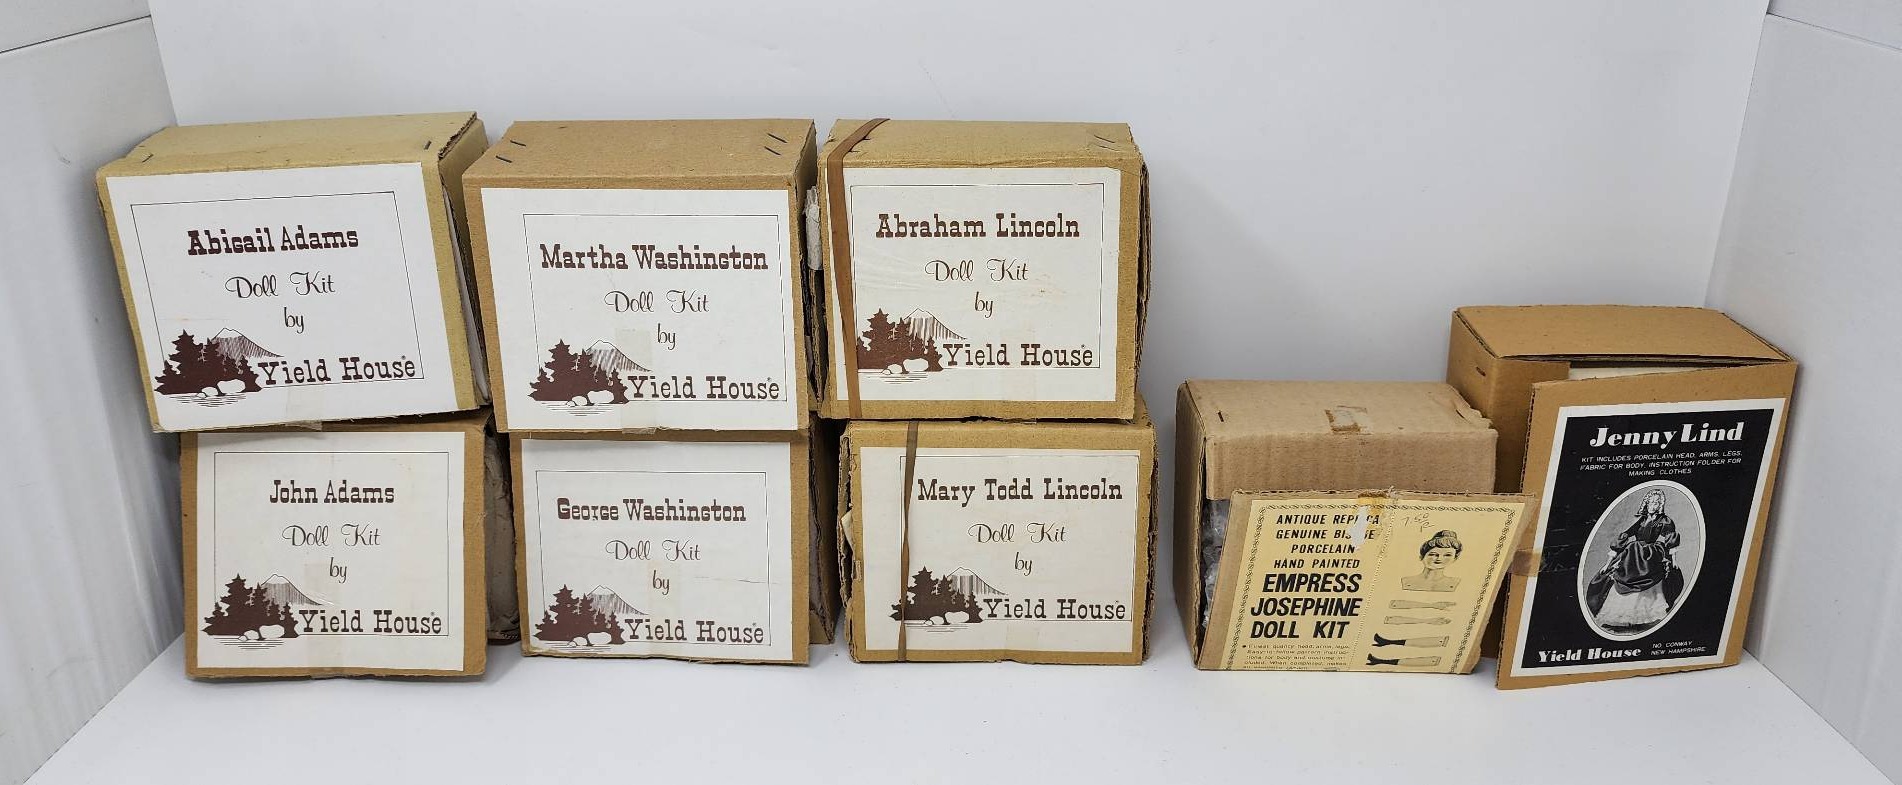 Abigail Adams
Doll Kit
by
Yield House®
Martha Washington
Doll Kit
by
Yield House®
Abraham Lincoln
Doll Kit
by
Yield House®
John Adams
Doll Kit
by
Yield House®
George Washington
Doll Kit
by
Yield House®
Mary Todd Lincoln
Doll Kit
by
Yield House®
ANTIQUE REPLICA
GENUINE BISQUE
PORCELAIN
HAND PAINTED
EMPRESS
JOSEPHINE
DOLL KIT
7.50
Jenny Lind
KIT INCLUDES PORCELAIN HEAD, ARMS, LEGS,
FABRIC FOR BODY, INSTRUCTION FOLDER FOR
MAKING CLOTHES
Yield House
NO. CONWAY
NEW HAMPSHIRE